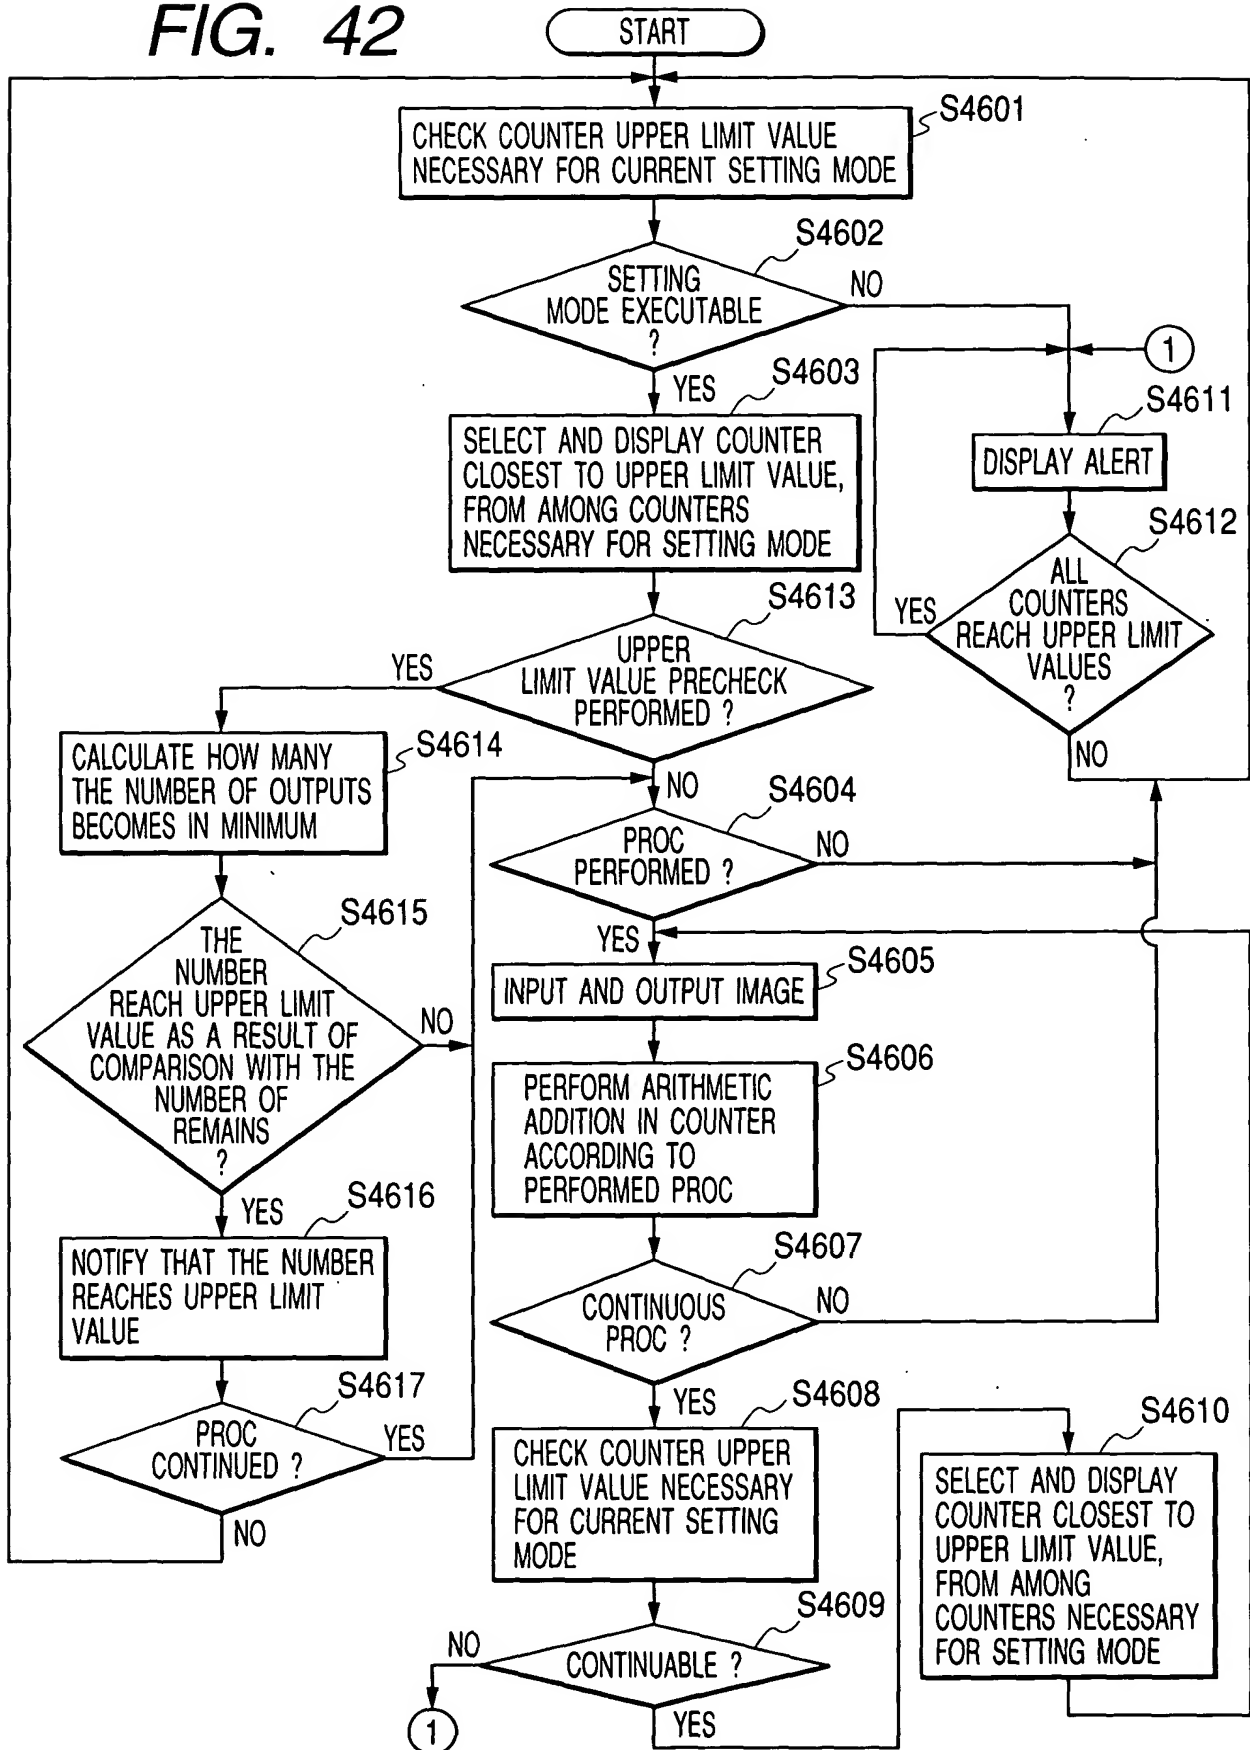 FIG. 42
START
S4601
CHECK COUNTER UPPER LIMIT VALUE
NECESSARY FOR CURRENT SETTING MODE
S4602
SETTING
MODE EXECUTABLE
?
NO
YES
1
S4603
SELECT AND DISPLAY COUNTER
CLOSEST TO UPPER LIMIT VALUE,
FROM AMONG COUNTERS
NECESSARY FOR SETTING MODE
S4611
DISPLAY ALERT
S4612
ALL
COUNTERS
REACH UPPER LIMIT
VALUES
?
YES
NO
S4613
UPPER
LIMIT VALUE PRECHECK
PERFORMED ?
YES
NO
S4614
CALCULATE HOW MANY
THE NUMBER OF OUTPUTS
BECOMES IN MINIMUM
S4604
PROC
PERFORMED ?
NO
YES
S4615
THE
NUMBER
REACH UPPER LIMIT
VALUE AS A RESULT OF
COMPARISON WITH THE
NUMBER OF
REMAINS
?
NO
YES
S4605
INPUT AND OUTPUT IMAGE
S4606
PERFORM ARITHMETIC
ADDITION IN COUNTER
ACCORDING TO
PERFORMED PROC
S4616
NOTIFY THAT THE NUMBER
REACHES UPPER LIMIT
VALUE
S4607
CONTINUOUS
PROC ?
NO
YES
S4617
PROC
CONTINUED ?
YES
NO
S4608
CHECK COUNTER UPPER
LIMIT VALUE NECESSARY
FOR CURRENT SETTING
MODE
S4610
SELECT AND DISPLAY
COUNTER CLOSEST TO
UPPER LIMIT VALUE,
FROM AMONG
COUNTERS NECESSARY
FOR SETTING MODE
S4609
CONTINUABLE ?
NO
YES
1